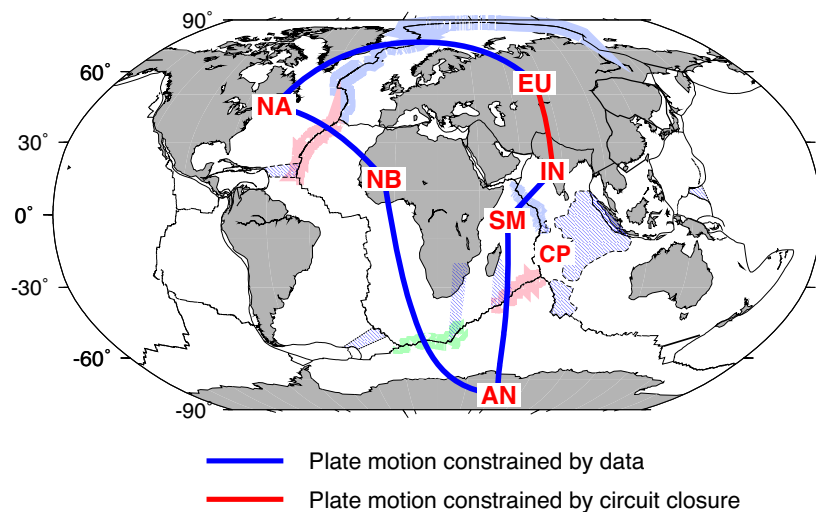 90°
60°
30°
0°
-30°
-60°
-90°
EU
NA
IN
NB
SM
CP
AN
Plate motion constrained by data
Plate motion constrained by circuit closure